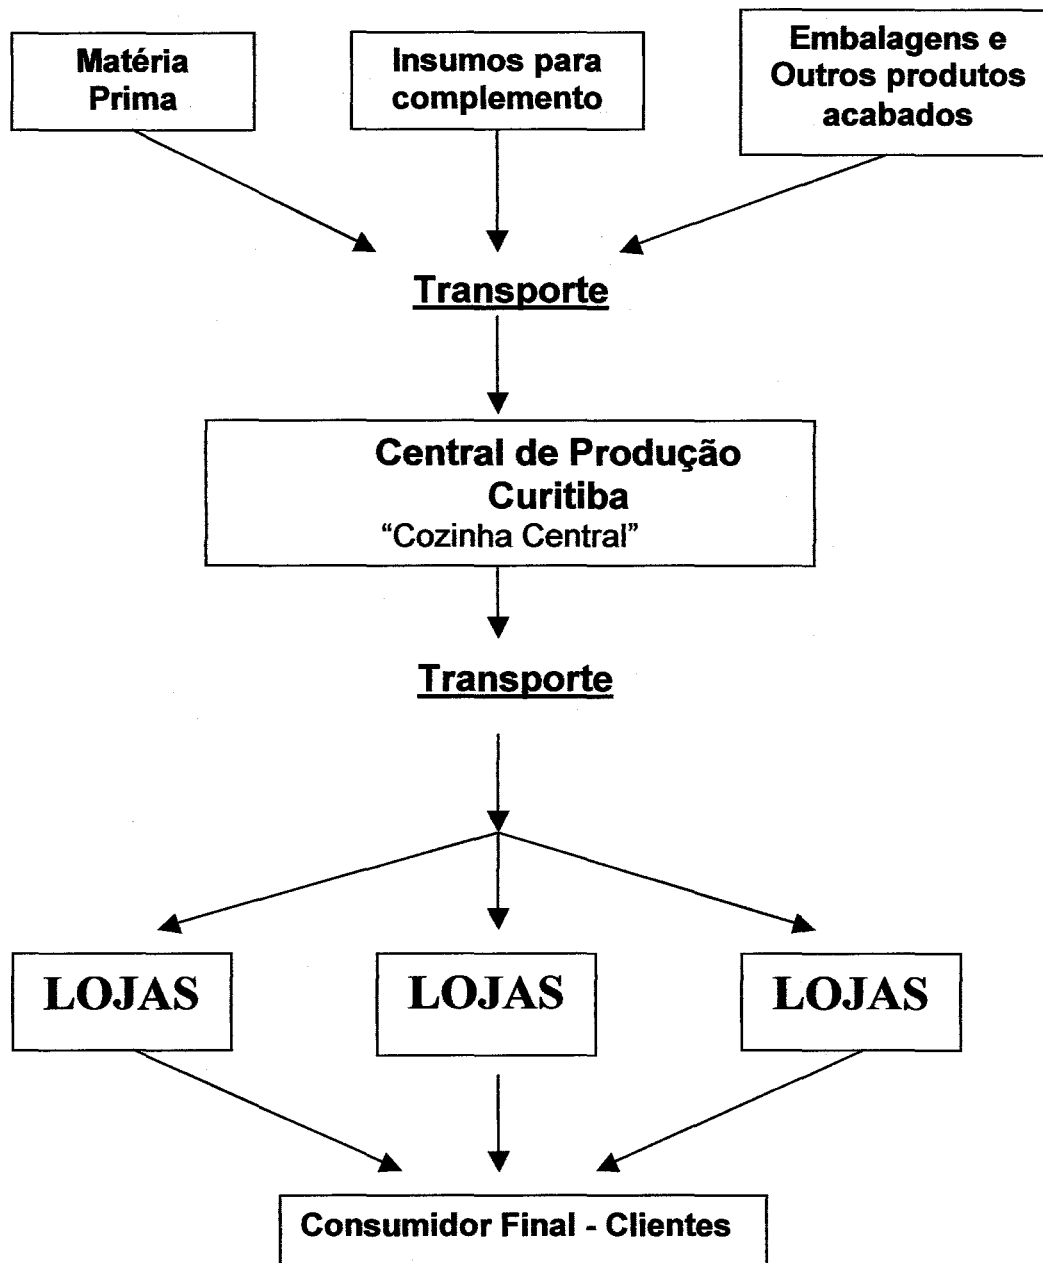 Matéria
Prima
Insumos para
complemento
Embalagens e
Outros produtos
acabados
Transporte
Central de Produção
Curitiba
“Cozinha Central”
Transporte
LOJAS
LOJAS
LOJAS
Consumidor Final - Clientes